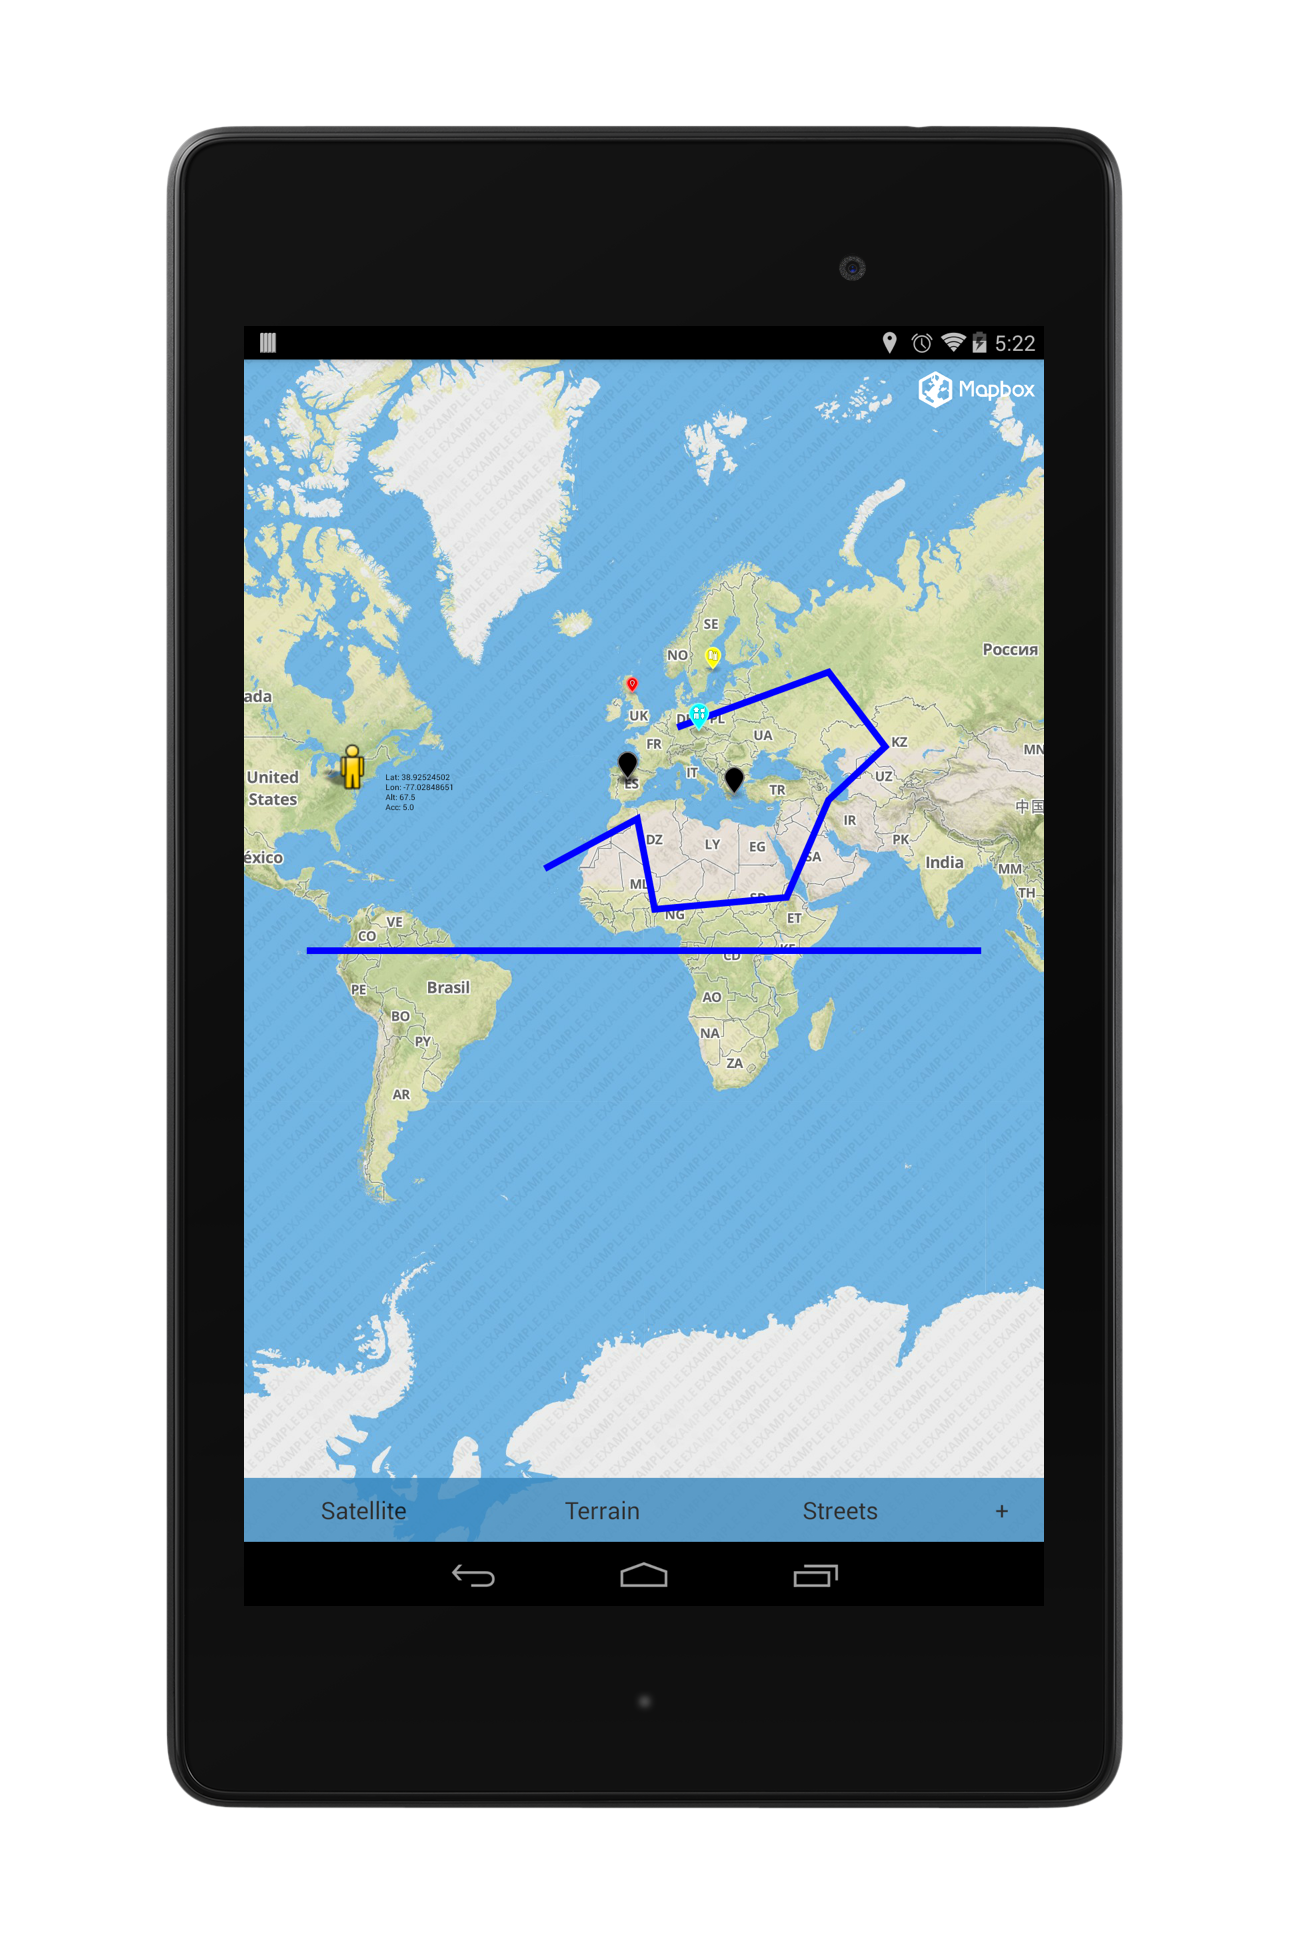 5:22
Mapbox
SE
Россия
NO
ada
UK
PL
UA
FR
KZ
MN
IT
United
States
Lat: 38.92524502
Lon: -77.02848651
Alt: 67.5
Acc: 5.0
ES
TR
UZ
中国
IR
DZ
LY
EG
PK
éxico
SA
India
MM
TH
ML
NG
ET
VE
CO
KE
CD
PE
Brasil
AO
BO
NA
PY
ZA
AR
EXAMPLE
Satellite Terrain Streets +